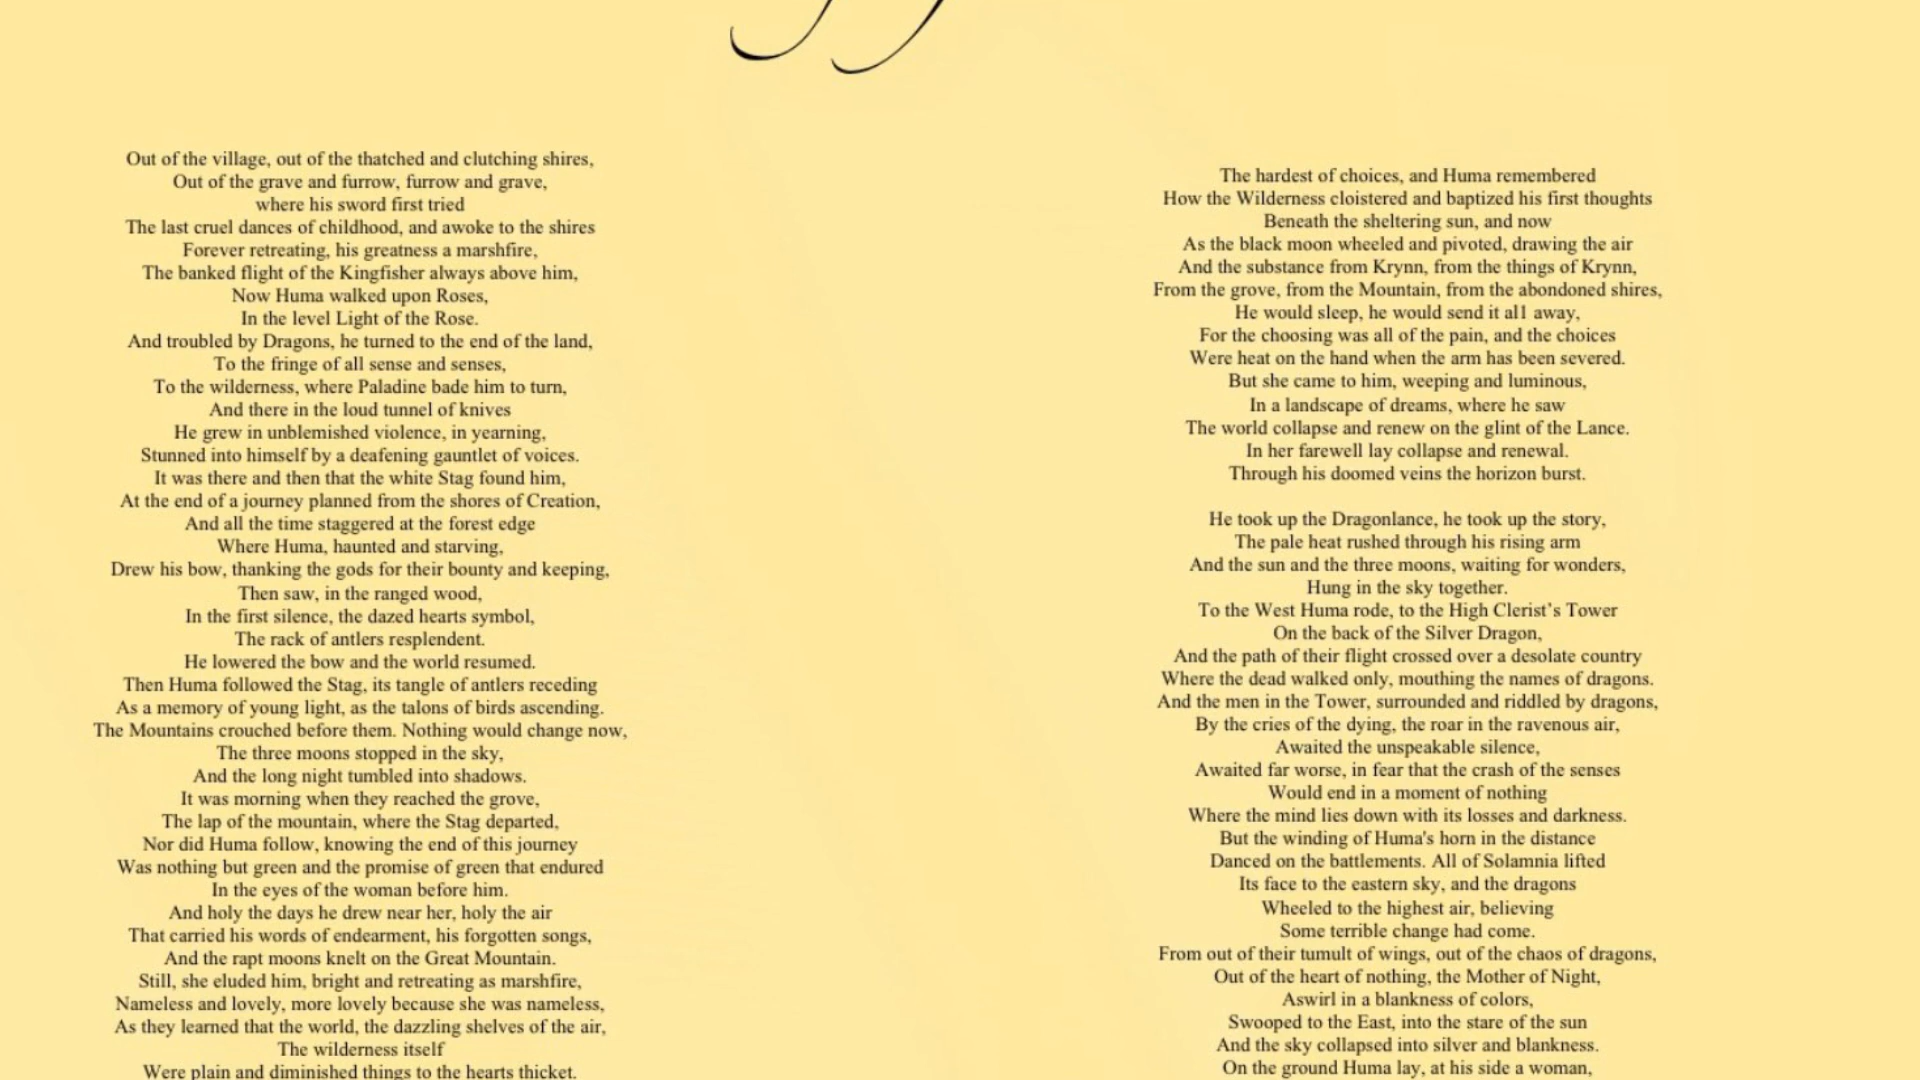 Out of the village, out of the thatched and clutching shires,
Out of the grave and furrow, furrow and grave,
where his sword first tried
The last cruel dances of childhood, and awoke to the shires
Forever retreating, his greatness a marshfire,
The banked flight of the Kingfisher always above him,
Now Huma walked upon Roses,
In the level Light of the Rose.
And troubled by Dragons, he turned to the end of the land,
To the fringe of all sense and senses,
To the wilderness, where Paladine bade him to turn,
And there in the loud tunnel of knives
He grew in unblemished violence, in yearning,
Stunned into himself by a deafening gauntlet of voices.
It was there and then that the white Stag found him,
At the end of a journey planned from the shores of Creation,
And all the time staggered at the forest edge
Where Huma, haunted and starving,
Drew his bow, thanking the gods for their bounty and keeping,
Then saw, in the ranged wood,
In the first silence, the dazed hearts symbol,
The rack of antlers resplendent.
He lowered the bow and the world resumed.
Then Huma followed the Stag, its tangle of antlers receding
As a memory of young light, as the talons of birds ascending.
The Mountains crouched before them. Nothing would change now,
The three moons stopped in the sky,
And the long night tumbled into shadows.
It was morning when they reached the grove,
The lap of the mountain, where the Stag departed,
Nor did Huma follow, knowing the end of this journey
Was nothing but green and the promise of green that endured
In the eyes of the woman before him.
And holy the days he drew near her, holy the air
That carried his words of endearment, his forgotten songs,
And the rapt moons knelt on the Great Mountain.
Still, she eluded him, bright and retreating as marshfire,
Nameless and lovely, more lovely because she was nameless,
As they learned that the world, the dazzling shelves of the air,
The wilderness itself
Were plain and diminished things to the hearts thicket.
The hardest of choices, and Huma remembered
How the Wilderness cloistered and baptized his first thoughts
Beneath the sheltering sun, and now
As the black moon wheeled and pivoted, drawing the air
And the substance from Krynn, from the things of Krynn,
From the grove, from the Mountain, from the abondoned shires,
He would sleep, he would send it all away,
For the choosing was all of the pain, and the choices
Were heat on the hand when the arm has been severed.
But she came to him, weeping and luminous,
In a landscape of dreams, where he saw
The world collapse and renew on the glint of the Lance.
In her farewell lay collapse and renewal.
Through his doomed veins the horizon burst.
He took up the Dragonlance, he took up the story,
The pale heat rushed through his rising arm
And the sun and the three moons, waiting for wonders,
Hung in the sky together.
To the West Huma rode, to the High Clerist's Tower
On the back of the Silver Dragon,
And the path of their flight crossed over a desolate country
Where the dead walked only, mouthing the names of dragons.
And the men in the Tower, surrounded and riddled by dragons,
By the cries of the dying, the roar in the ravenous air,
Awaited the unspeakable silence,
Awaited far worse, in fear that the crash of the senses
Would end in a moment of nothing
Where the mind lies down with its losses and darkness.
But the winding of Huma's horn in the distance
Danced on the battlements. All of Solamnia lifted
Its face to the eastern sky, and the dragons
Wheeled to the highest air, believing
Some terrible change had come.
From out of their tumult of wings, out of the chaos of dragons,
Out of the heart of nothing, the Mother of Night,
Aswirl in a blankness of colors,
Swooped to the East, into the stare of the sun
And the sky collapsed into silver and blankness.
On the ground Huma lay, at his side a woman,